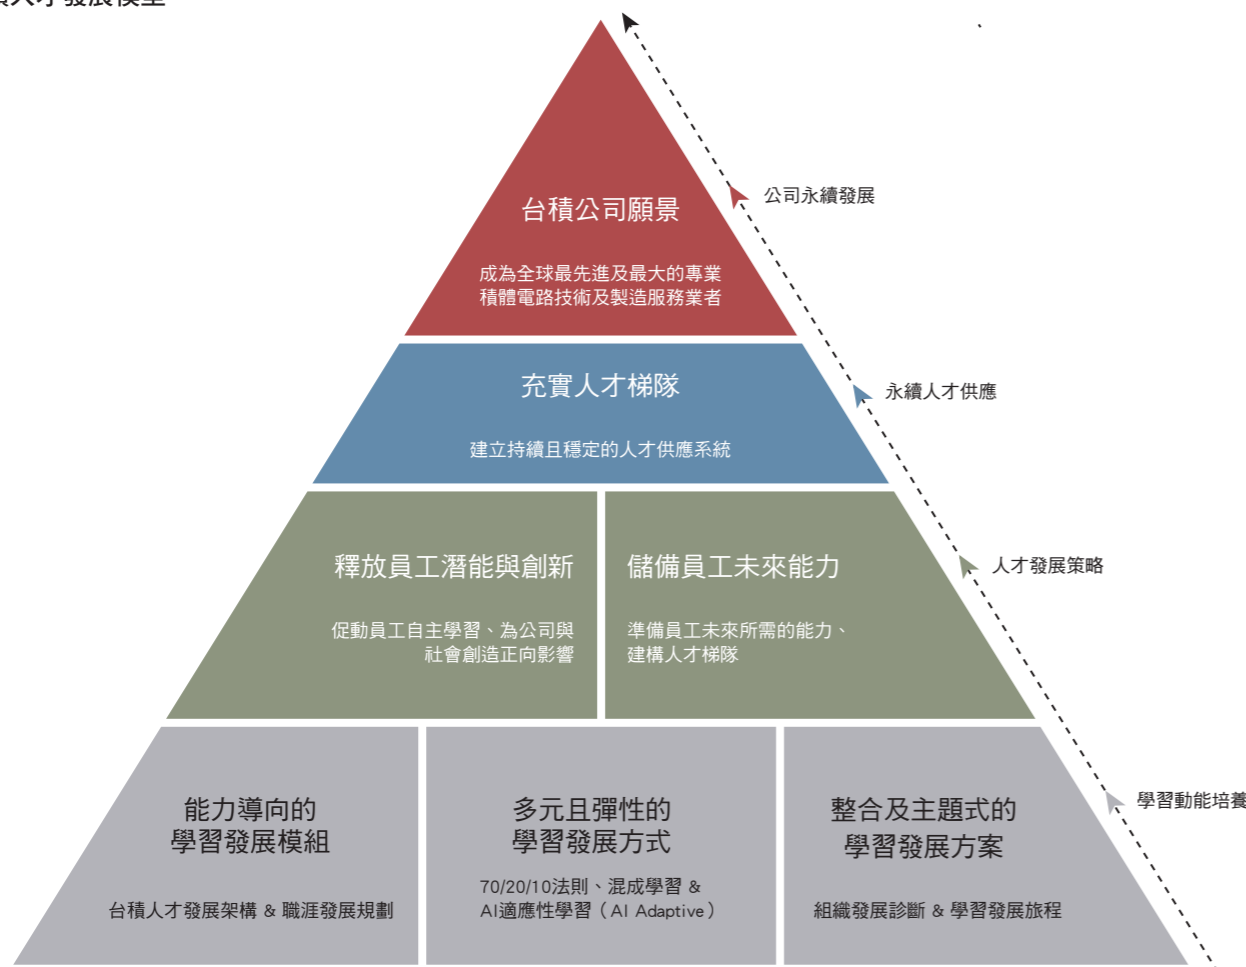 人才發展模型
台積公司願景
成為全球最先進及最大的專業
積體電路技術及製造服務業者
公司永續發展
充實人才梯隊
建立持續且穩定的人才供應系統
永續人才供應
釋放員工潛能與創新
促動員工自主學習、為公司與
社會創造正向影響
儲備員工未來能力
準備員工未來所需的能力、
建構人才梯隊
人才發展策略
能力導向的
學習發展模組
台積人才發展架構 & 職涯發展規劃
多元且彈性的
學習發展方式
70/20/10法則、混成學習 &
AI適應性學習（AI Adaptive）
整合及主題式的
學習發展方案
組織發展診斷 & 學習發展旅程
學習動能培養